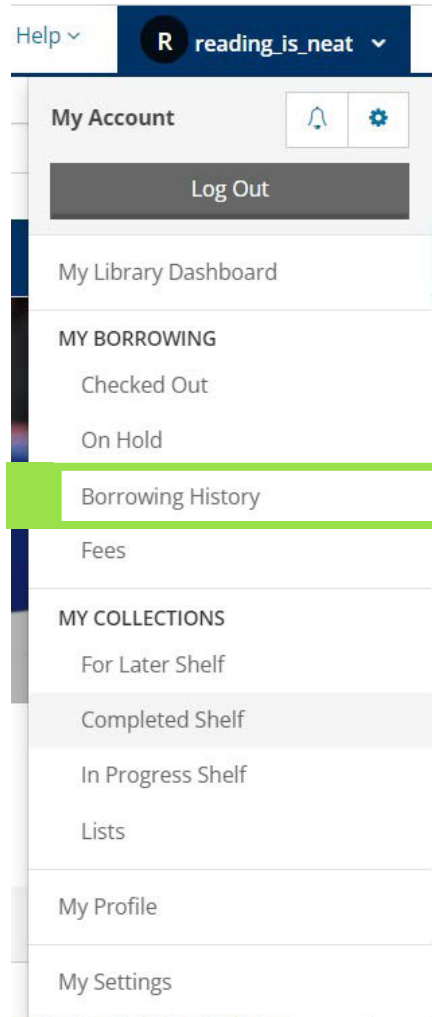 Help
R reading_is_neat
My Account
Log Out
My Library Dashboard
MY BORROWING
Checked Out
On Hold
Borrowing History
Fees
MY COLLECTIONS
For Later Shelf
Completed Shelf
In Progress Shelf
Lists
My Profile
My Settings